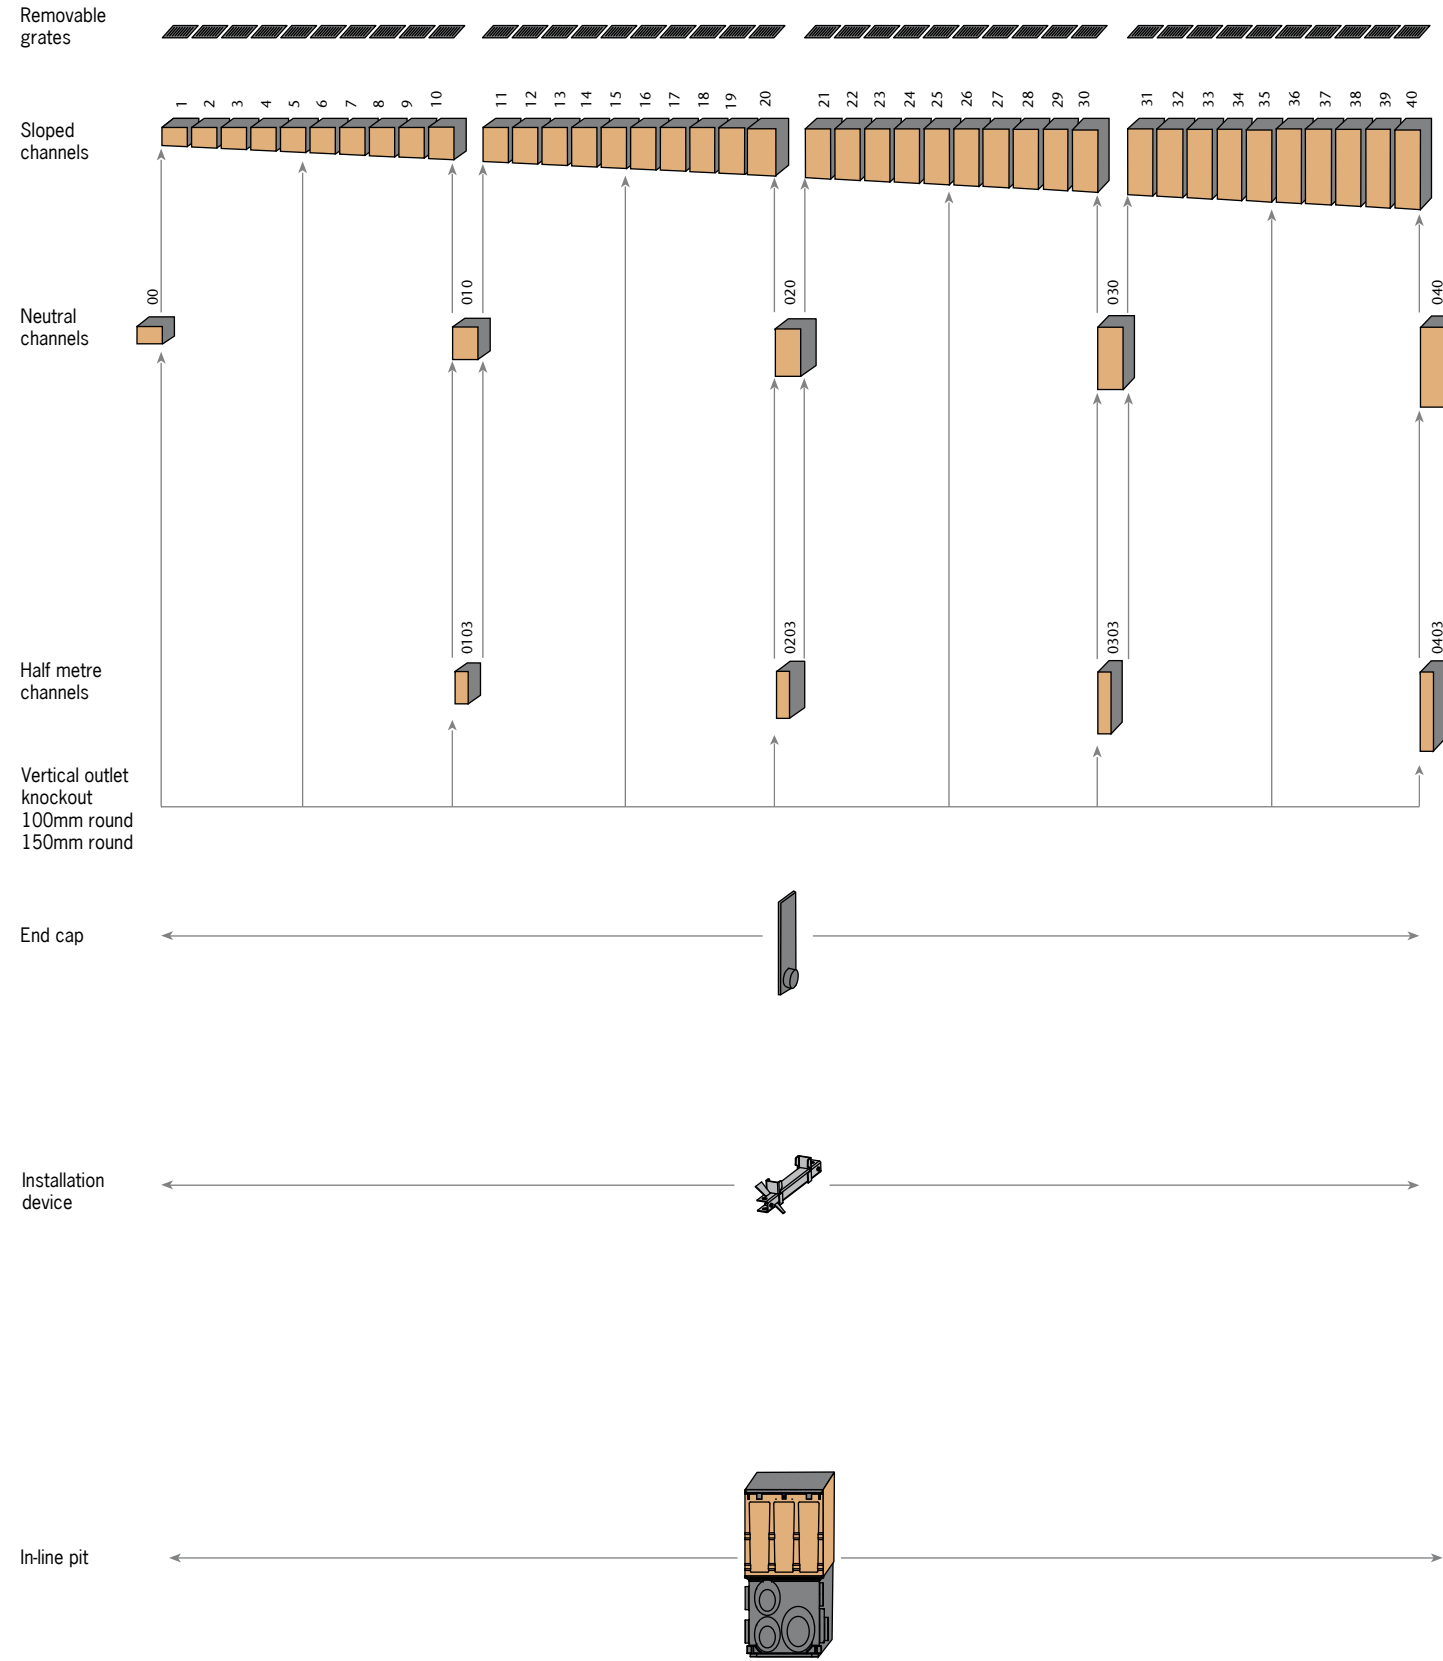 Removable
grates
1 2 3 4 5 6 7 8 9 10 11 12 13 14 15 16 17 18 19 20 21 22 23 24 25 26 27 28 29 30 31 32 33 34 35 36 37 38 39 40
Sloped
channels
00 010 020 030 040
Neutral
channels
0103 0203 0303 0403
Half metre
channels
Vertical outlet
knockout
100mm round
150mm round
End cap
Installation
device
In-line pit